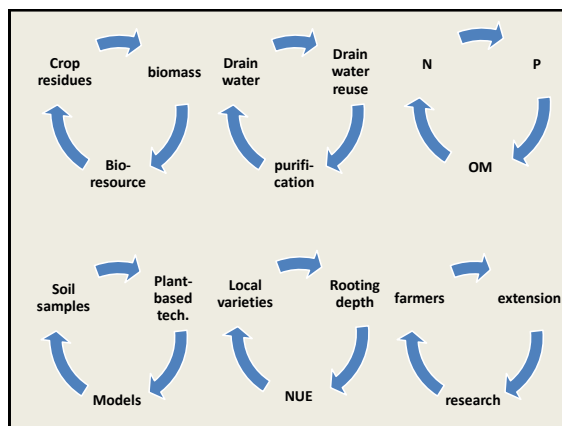 Crop
residues
biomass
Bio-
resource
Drain
water
Drain
water
reuse
purifi-
cation
N
P
OM
Soil
samples
Plant-
based
tech.
Models
Local
varieties
Rooting
depth
NUE
farmers
extension
research